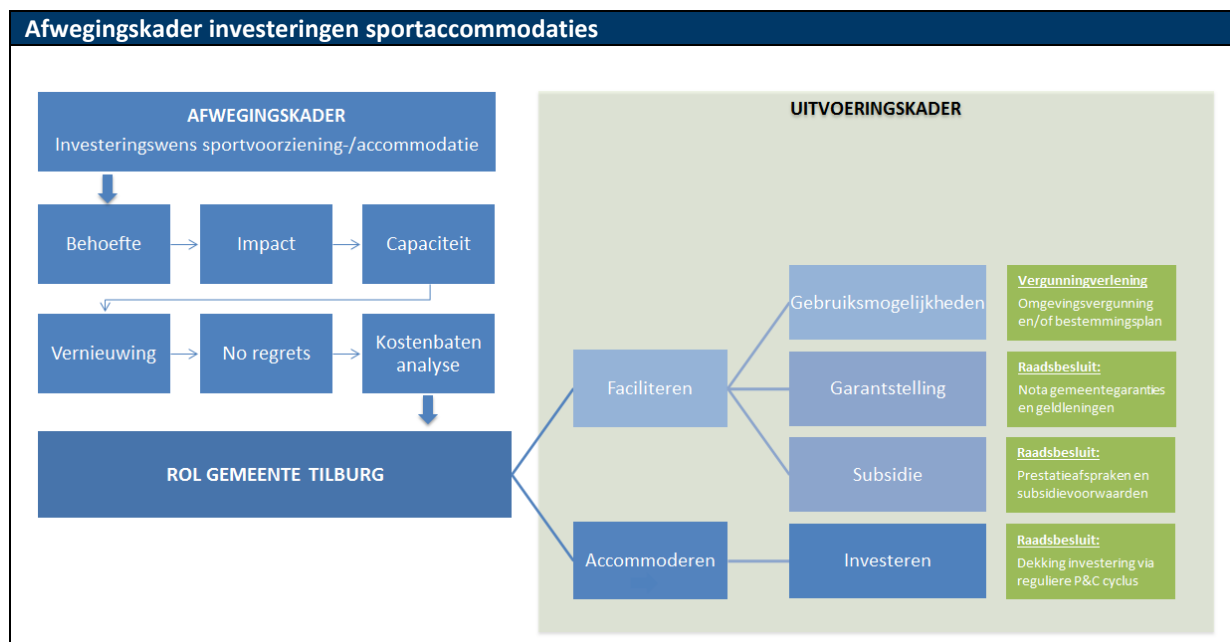 Afwegingskader investeringen sportaccommodaties
AFWEGINGSKADER
Investeringswens sportvoorziening-/accommodatie
Behoefte
Impact
Capaciteit
Vernieuwing
No regrets
Kostenbaten
analyse
ROL GEMEENTE TILBURG
UITVOERINGSKADER
Faciliteren
Gebruiksmogelijkheden
Vergunningverlening
Omgevingsvergunning
en/of bestemmingsplan
Garantstelling
Raadsbesluit:
Nota gemeentegaranties
en geldleningen
Subsidie
Raadsbesluit:
Prestatieafspraken en
subsidievoorwaarden
Accommoderen
Investeren
Raadsbesluit:
Dekking investering via
reguliere P&C cyclus